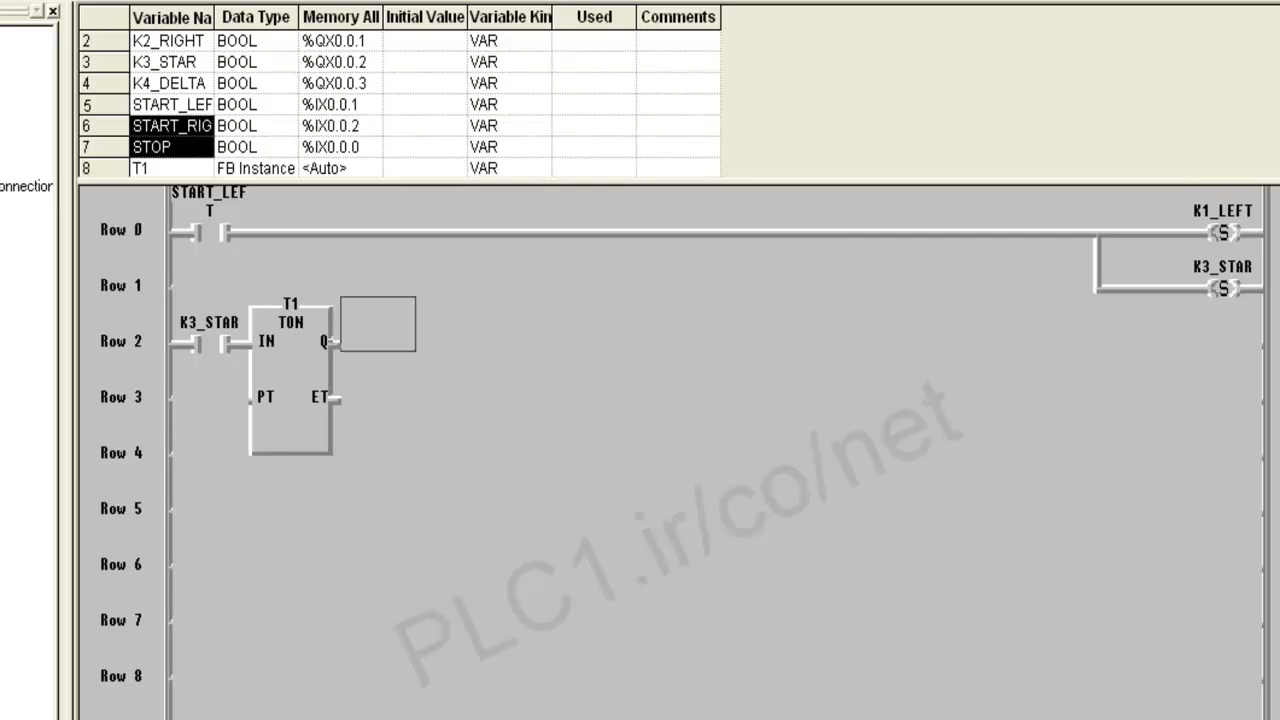 Variable Na Data Type Memory All Initial Value Variable Kin Used Comments
2 K2_RIGHT BOOL %QX0.0.1 VAR
3 K3_STAR BOOL %QX0.0.2 VAR
4 K4_DELTA BOOL %QX0.0.3 VAR
5 START_LEF BOOL %IX0.0.1 VAR
6 START_RIG BOOL %IX0.0.2 VAR
7 STOP BOOL %IX0.0.0 VAR
8 T1 FB Instance <Auto> VAR
onnection
START_LEF
T
K1_LEFT
Row 0
(S)
K3_STAR
Row 1
(S)
T1
K3_STAR TON
Row 2 IN Q
Row 3 PT ET
Row 4
Row 5
Row 6
Row 7
Row 8
PLC1.ir/co/net